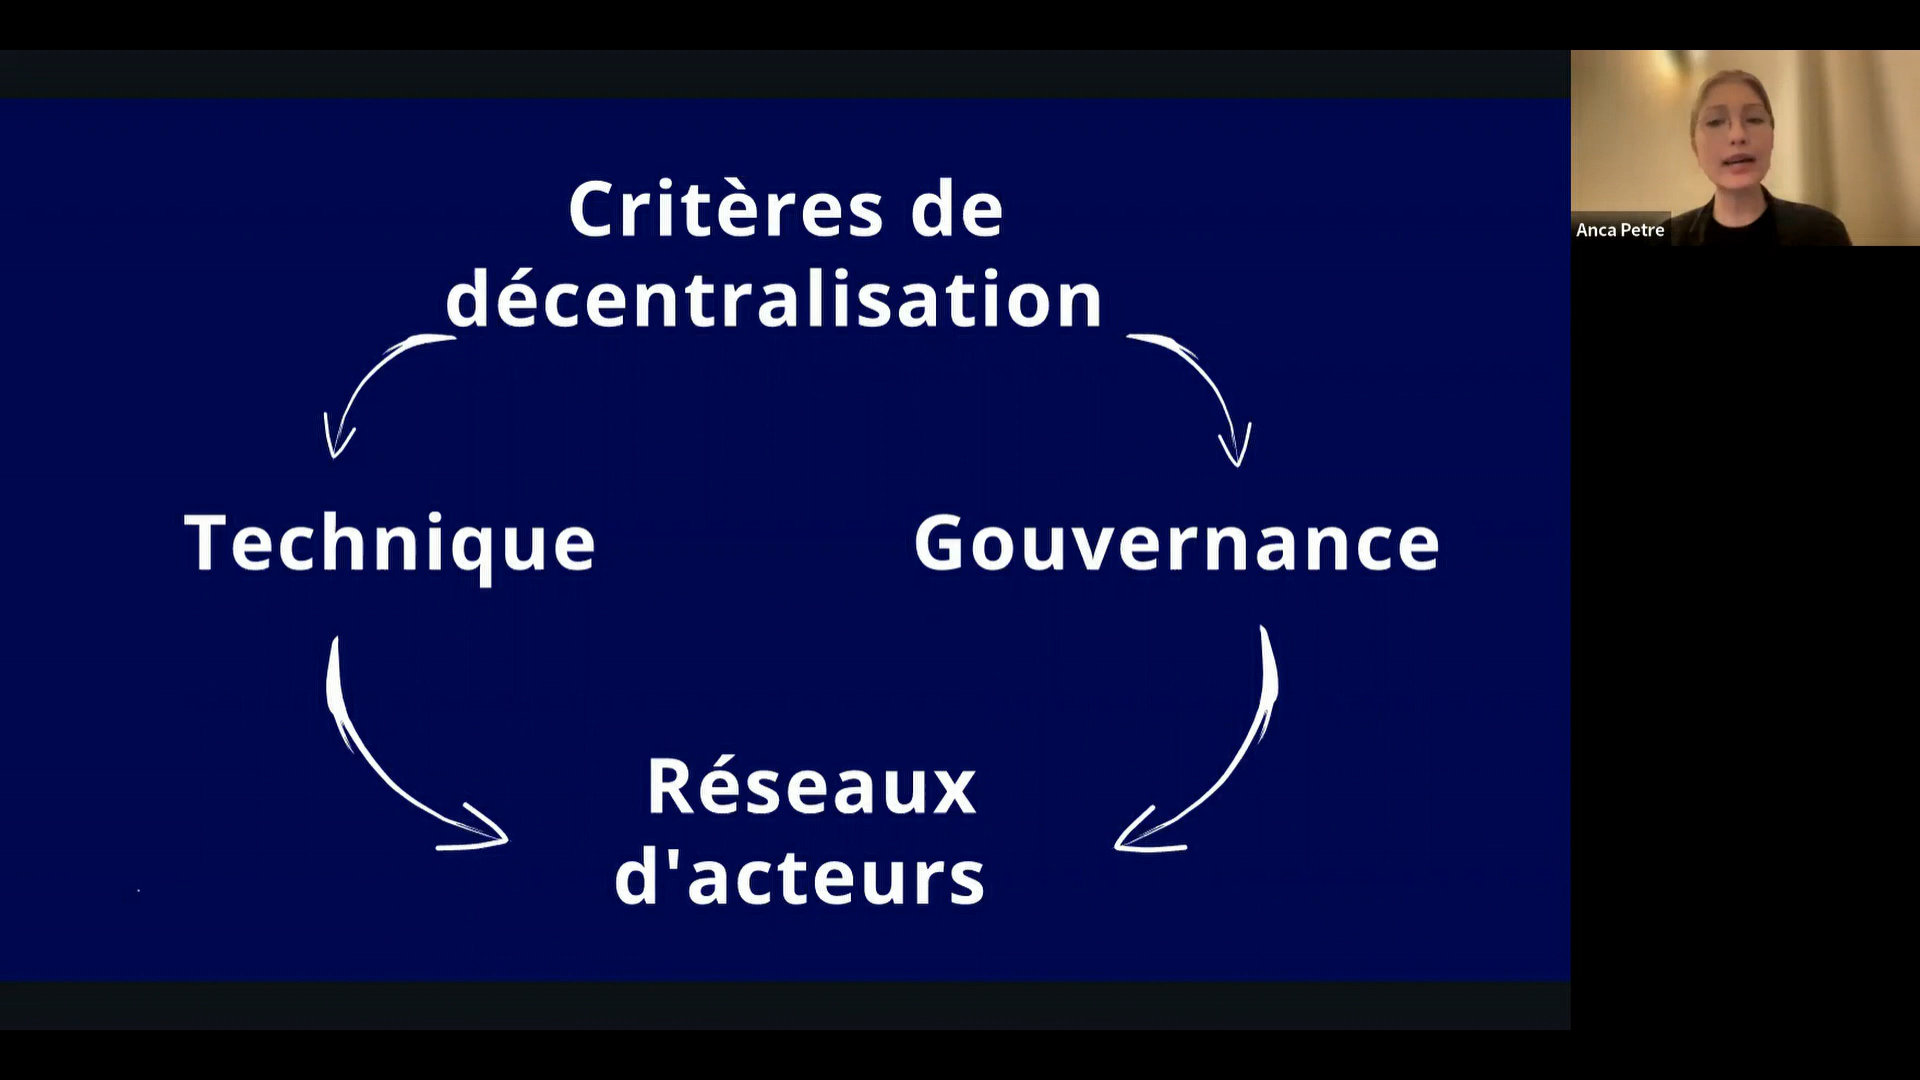 Critères de
décentralisation
Technique
Gouvernance
Réseaux
d'acteurs
Anca Petre